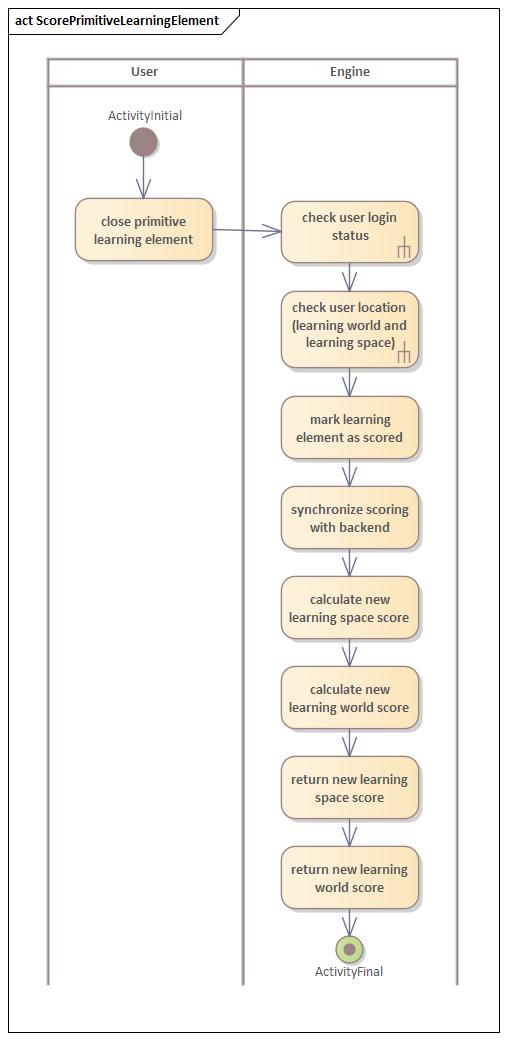 act ScorePrimitiveLearningElement
User
Engine
ActivityInitial
close primitive
learning element
check user login
status
check user location
(learning world and
learning space)
mark learning
element as scored
synchronize scoring
with backend
calculate new
learning space score
calculate new
learning world score
return new learning
space score
return new learning
world score
ActivityFinal